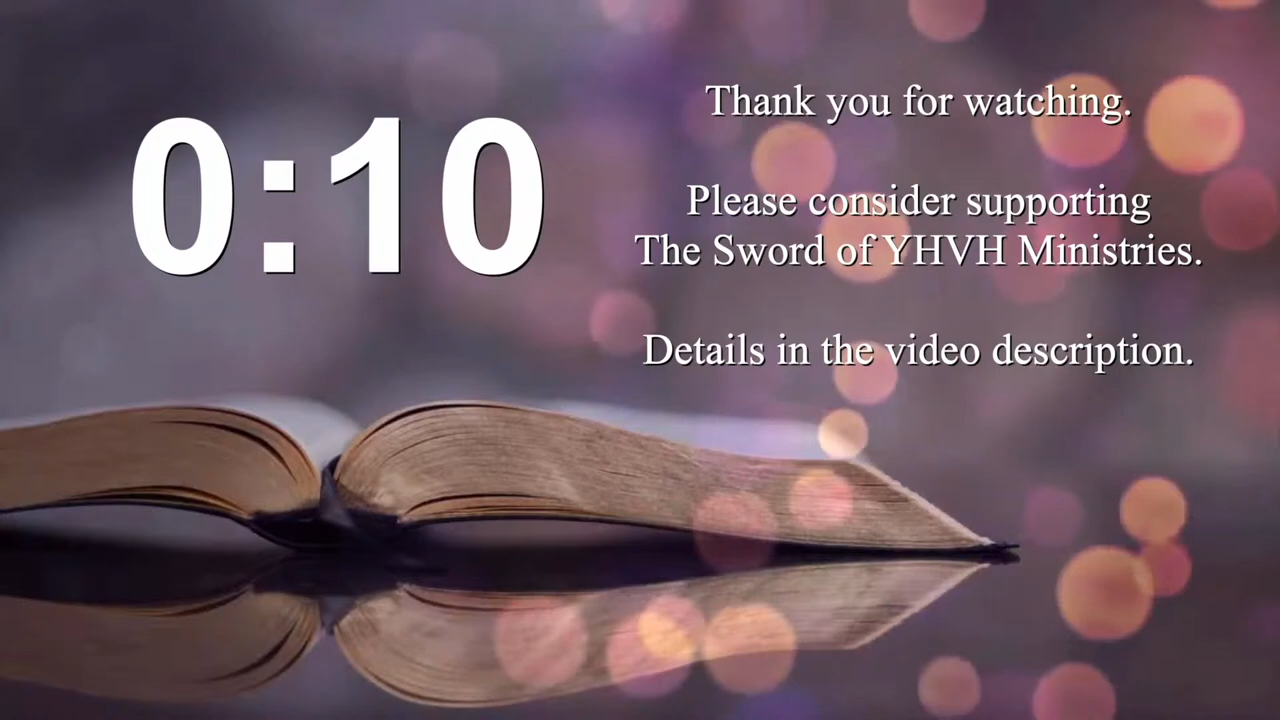 0:10
Thank you for watching.
Please consider supporting
The Sword of YHVH Ministries.
Details in the video description.